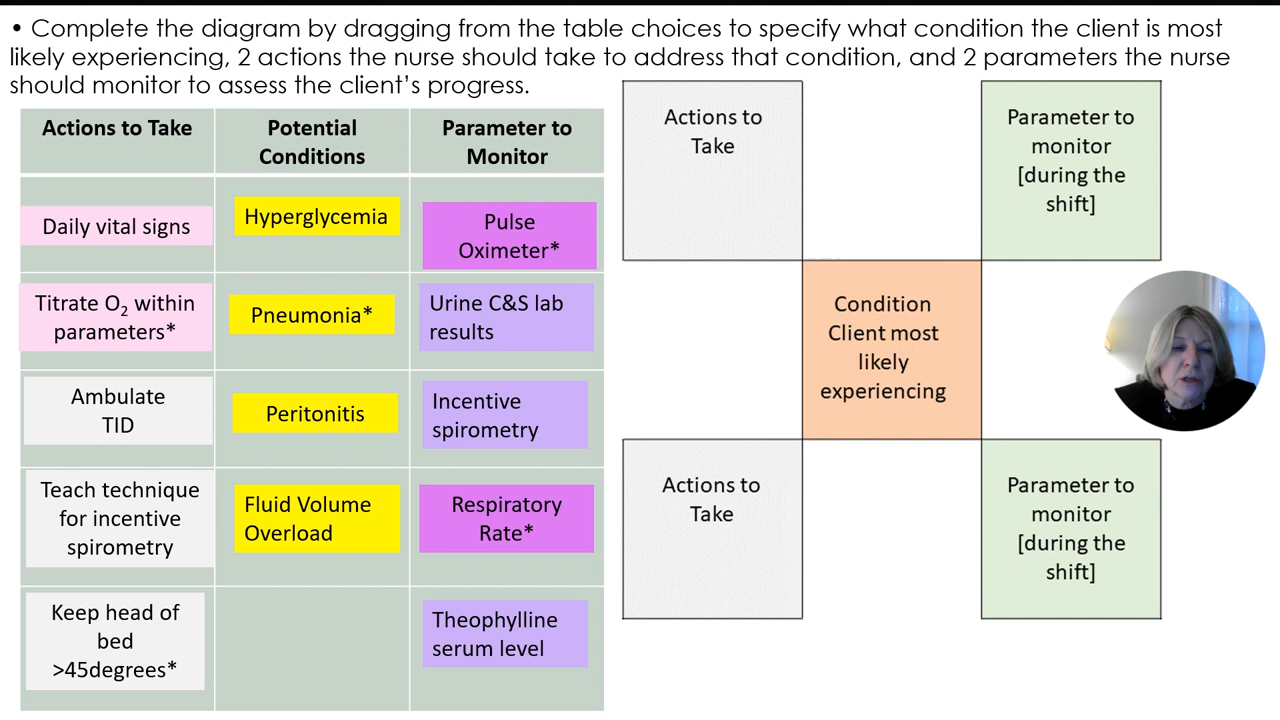 • Complete the diagram by dragging from the table choices to specify what condition the client is most
likely experiencing, 2 actions the nurse should take to address that condition, and 2 parameters the nurse
should monitor to assess the client's progress.
Actions to Take
Potential
Conditions
Parameter to
Monitor
Daily vital signs
Hyperglycemia
Pulse
Oximeter*
Titrate O₂ within
parameters*
Pneumonia*
Urine C&S lab
results
Ambulate
TID
Peritonitis
Incentive
spirometry
Teach technique
for incentive
spirometry
Fluid Volume
Overload
Respiratory
Rate*
Keep head of
bed
>45degrees*
Theophylline
serum level
Actions to
Take
Parameter to
monitor
[during the
shift]
Condition
Client most
likely
experiencing
Actions to
Take
Parameter to
monitor
[during the
shift]